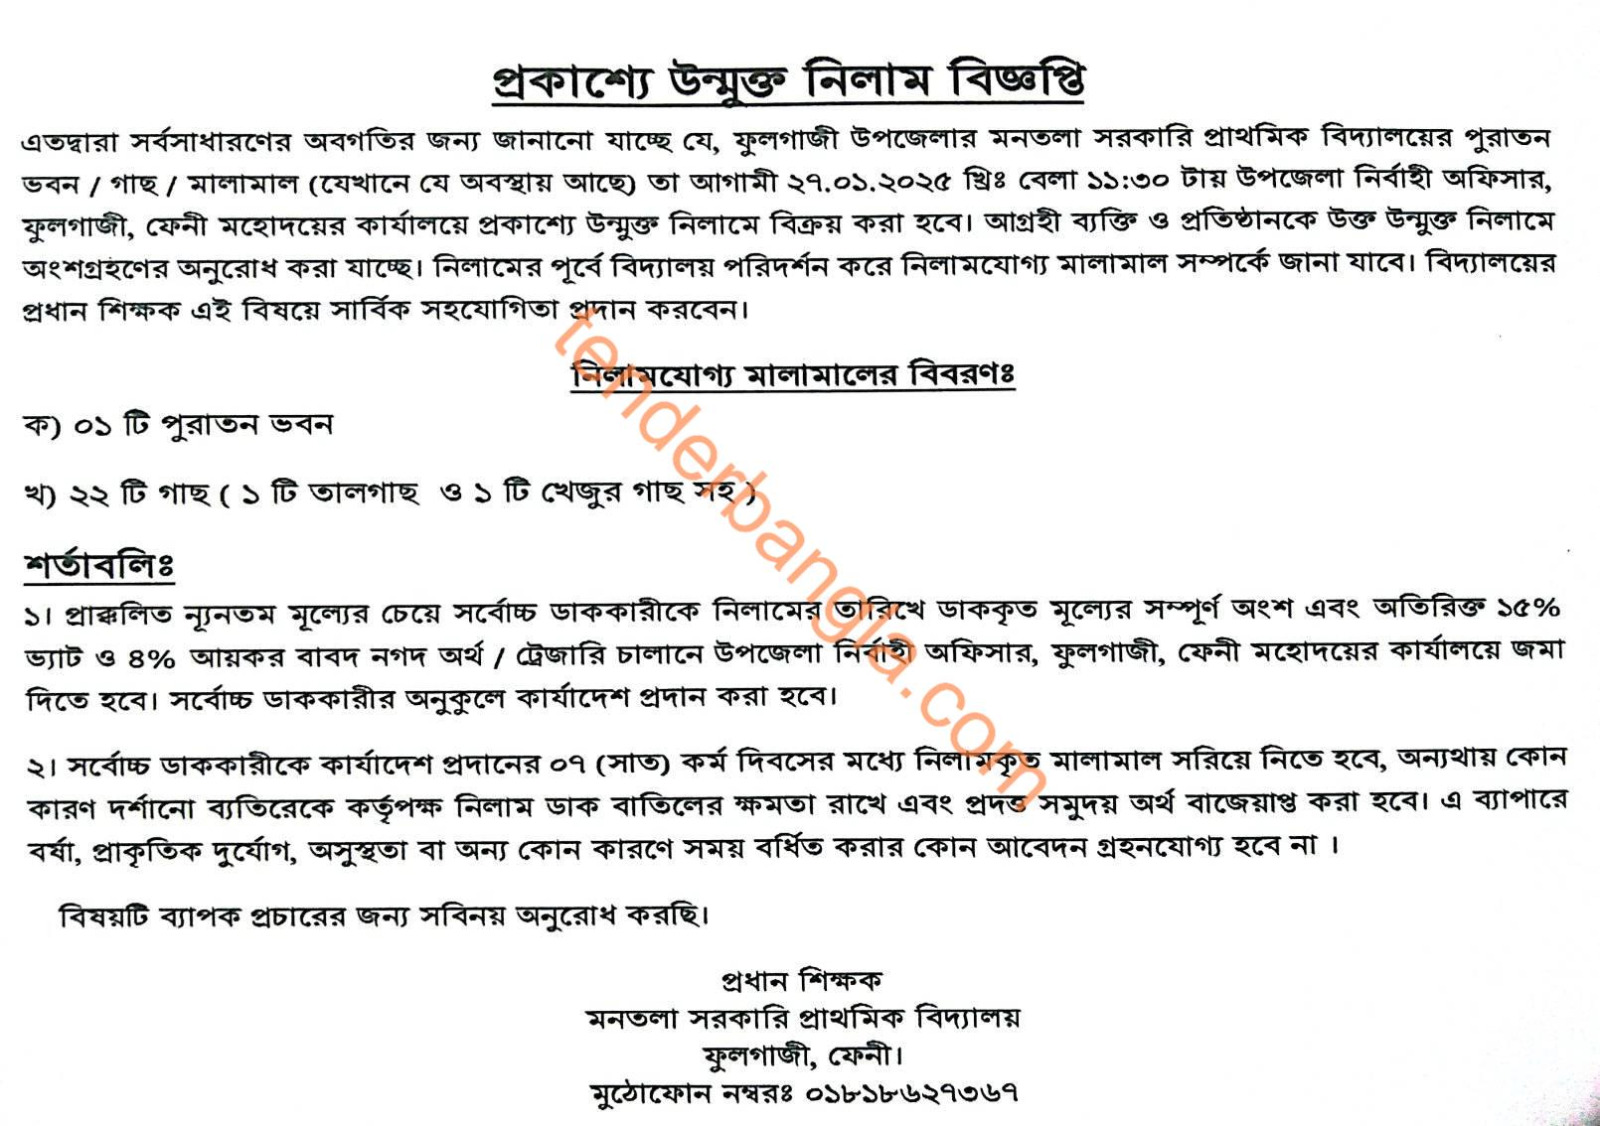 প্রকাশ্যে উন্মুক্ত নিলাম বিজ্ঞপ্তি
এতদ্বারা সর্বসাধারণের অবগতির জন্য জানানো যাচ্ছে যে, ফুলগাজী উপজেলার মনতলা সরকারি প্রাথমিক বিদ্যালয়ের পুরাতন
ভবন / গাছ / মালামাল (যেখানে যে অবস্থায় আছে) তা আগামী ২৭.০১.২০২৫ খ্রিঃ বেলা ১১:৩০ টায় উপজেলা নির্বাহী অফিসার,
ফুলগাজী, ফেনী মহোদয়ের কার্যালয়ে প্রকাশ্যে উন্মুক্ত নিলামে বিক্রয় করা হবে। আগ্রহী ব্যক্তি ও প্রতিষ্ঠানকে উক্ত উন্মুক্ত নিলামে
অংশগ্রহণের অনুরোধ করা যাচ্ছে। নিলামের পূর্বে বিদ্যালয় পরিদর্শন করে নিলামযোগ্য মালামাল সম্পর্কে জানা যাবে। বিদ্যালয়ের
প্রধান শিক্ষক এই বিষয়ে সার্বিক সহযোগিতা প্রদান করবেন।
নিলামযোগ্য মালামালের বিবরণঃ
ক) ০১ টি পুরাতন ভবন
খ) ২২ টি গাছ ( ১ টি তালগাছ ও ১ টি খেজুর গাছ সহ )
শর্তাবলিঃ
১। প্রাক্কলিত ন্যূনতম মূল্যের চেয়ে সর্বোচ্চ ডাককারীকে নিলামের তারিখে ডাককৃত মূল্যের সম্পূর্ণ অংশ এবং অতিরিক্ত ১৫%
ভ্যাট ও ৪% আয়কর বাবদ নগদ অর্থ / ট্রেজারি চালানে উপজেলা নির্বাহী অফিসার, ফুলগাজী, ফেনী মহোদয়ের কার্যালয়ে জমা
দিতে হবে। সর্বোচ্চ ডাককারীর অনুকুলে কার্যাদেশ প্রদান করা হবে।
২। সর্বোচ্চ ডাককারীকে কার্যাদেশ প্রদানের ০৭ (সাত) কর্ম দিবসের মধ্যে নিলামকৃত মালামাল সরিয়ে নিতে হবে, অন্যথায় কোন
কারণ দর্শানো ব্যতিরেকে কর্তৃপক্ষ নিলাম ডাক বাতিলের ক্ষমতা রাখে এবং প্রদত্ত সমুদয় অর্থ বাজেয়াপ্ত করা হবে। এ ব্যাপারে
বর্ষা, প্রাকৃতিক দুর্যোগ, অসুস্থতা বা অন্য কোন কারণে সময় বর্ধিত করার কোন আবেদন গ্রহনযোগ্য হবে না ।
বিষয়টি ব্যাপক প্রচারের জন্য সবিনয় অনুরোধ করছি।
প্রধান শিক্ষক
মনতলা সরকারি প্রাথমিক বিদ্যালয়
ফুলগাজী, ফেনী।
মুঠোফোন নম্বরঃ ০১৮১৮৬২৭৩৬৭
tenderbangla.com